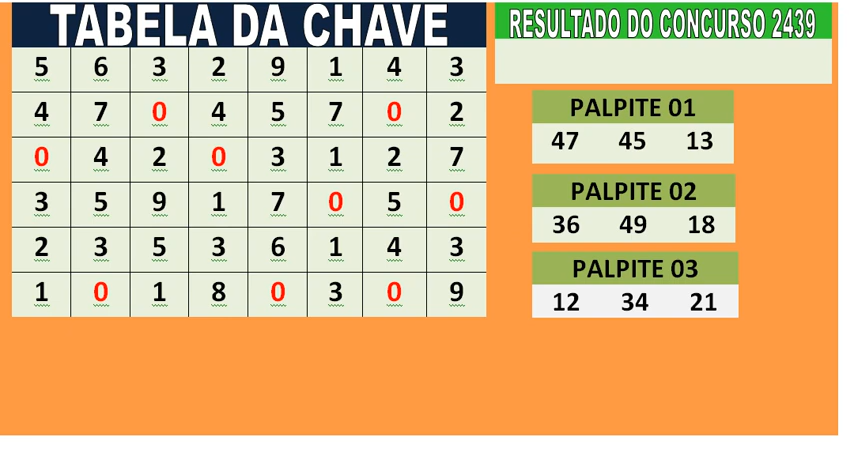 TABELA DA CHAVE
5 6 3 2 9 1 4 3
4 7 0 4 5 7 0 2
0 4 2 0 3 1 2 7
3 5 9 1 7 0 5 0
2 3 5 3 6 1 4 3
1 0 1 8 0 3 0 9
RESULTADO DO CONCURSO 2439
PALPITE 01
47 45 13
PALPITE 02
36 49 18
PALPITE 03
12 34 21